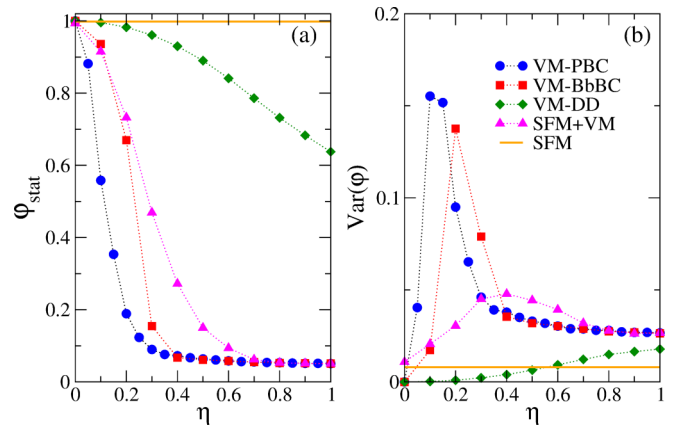 1
0.8
0.6
0.4
0.2
0
φstat
0 0.2 0.4 0.6 0.8 1
η
(a)
0.2
0.1
0
Var(φ)
0 0.2 0.4 0.6 0.8 1
η
(b)
VM-PBC
VM-BbBC
VM-DD
SFM+VM
SFM